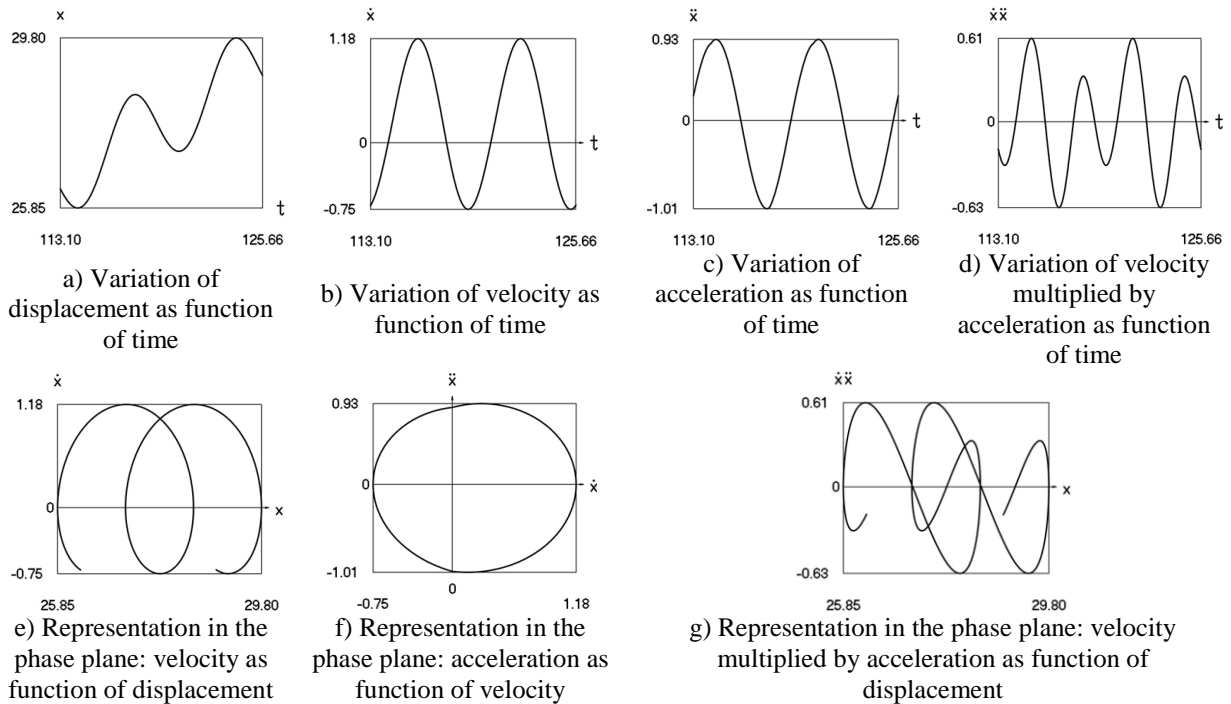 x
29.80
25.85
t
113.10
125.66
a) Variation of
displacement as function
of time
ẋ
1.18
0
t
-0.75
113.10
125.66
b) Variation of velocity as
function of time
ẍ
0.93
0
t
-1.01
113.10
125.66
c) Variation of
acceleration as function
of time
ẋẍ
0.61
0
t
-0.63
113.10
125.66
d) Variation of velocity
multiplied by
acceleration as function
of time
ẋ
1.18
0
x
-0.75
25.85
29.80
e) Representation in the
phase plane: velocity as
function of displacement
ẍ
0.93
0
ẋ
-1.01
0
-0.75
1.18
f) Representation in the
phase plane: acceleration as
function of velocity
ẋẍ
0.61
0
x
-0.63
25.85
29.80
g) Representation in the phase plane: velocity
multiplied by acceleration as function of
displacement